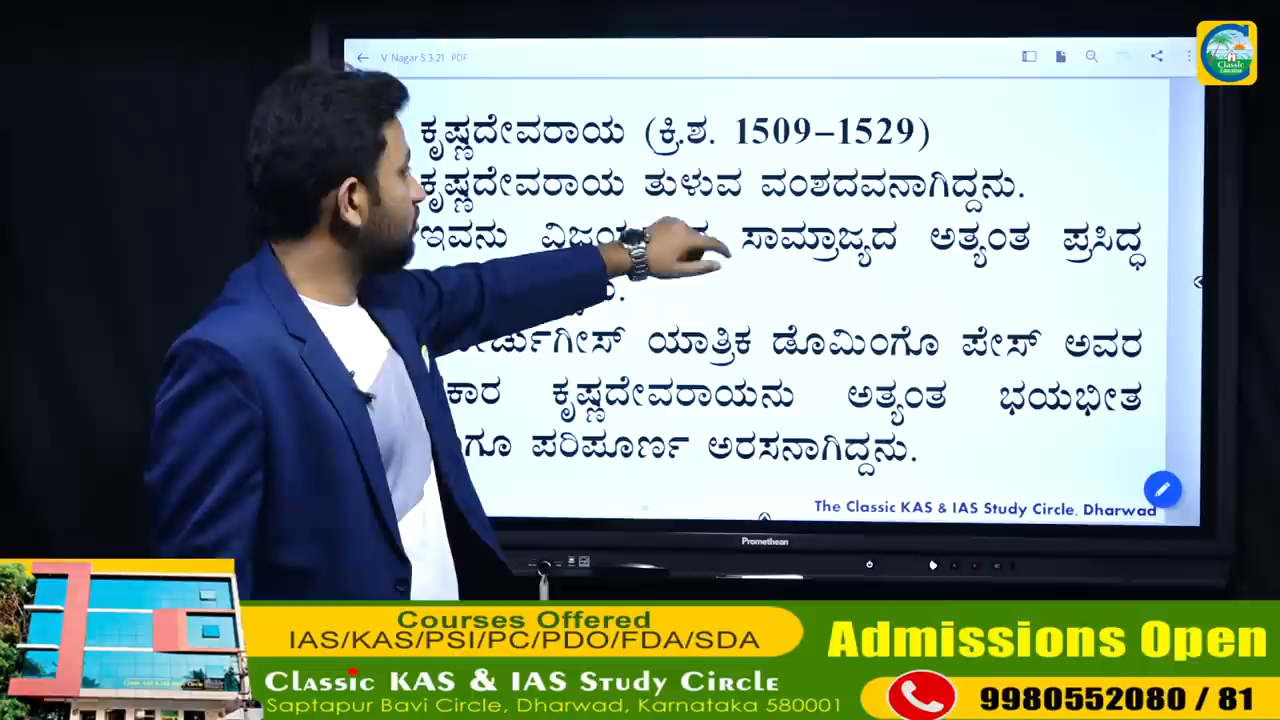 V. Nagar S.3.21 PDF
Classic
Education
ಕೃಷ್ಣದೇವರಾಯ (ಕ್ರಿ.ಶ. 1509–1529)
ಕೃಷ್ಣದೇವರಾಯ ತುಳುವ ವಂಶದವನಾಗಿದ್ದನು.
ಇವನು ಸಾಮ್ರಾಜ್ಯದ ಅತ್ಯಂತ ಪ್ರಸಿದ್ಧ
ಯಾತ್ರಿಕ ಡೊಮಿಂಗೊ ಪೇಸ್ ಅವರ
ಕೃಷ್ಣದೇವರಾಯನು ಅತ್ಯಂತ ಭಯಭೀತ
ಪರಿಪೂರ್ಣ ಅರಸನಾಗಿದ್ದನು.
The Classic KAS & IAS Study Circle, Dharwad
Promethean
Courses Offered
IAS/KAS/PSI/PC/PDO/FDA/SDA
Classic KAS & IAS Study Circle
Saptapur Bavi Circle, Dharwad, Karnataka 580001
Admissions Open
9980552080 / 81